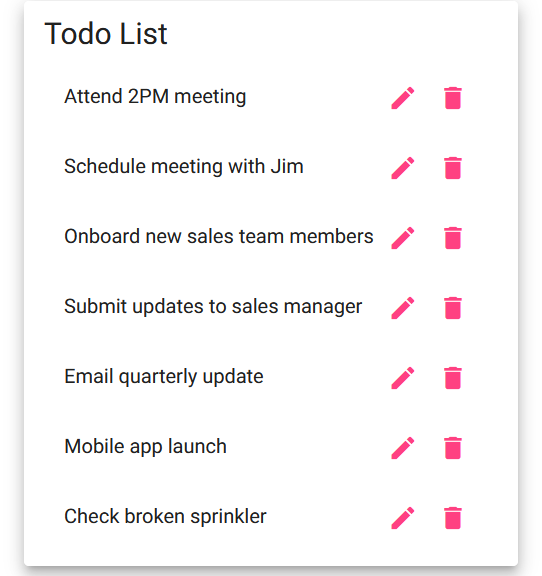 Todo List
Attend 2PM meeting
Schedule meeting with Jim
Onboard new sales team members
Submit updates to sales manager
Email quarterly update
Mobile app launch
Check broken sprinkler